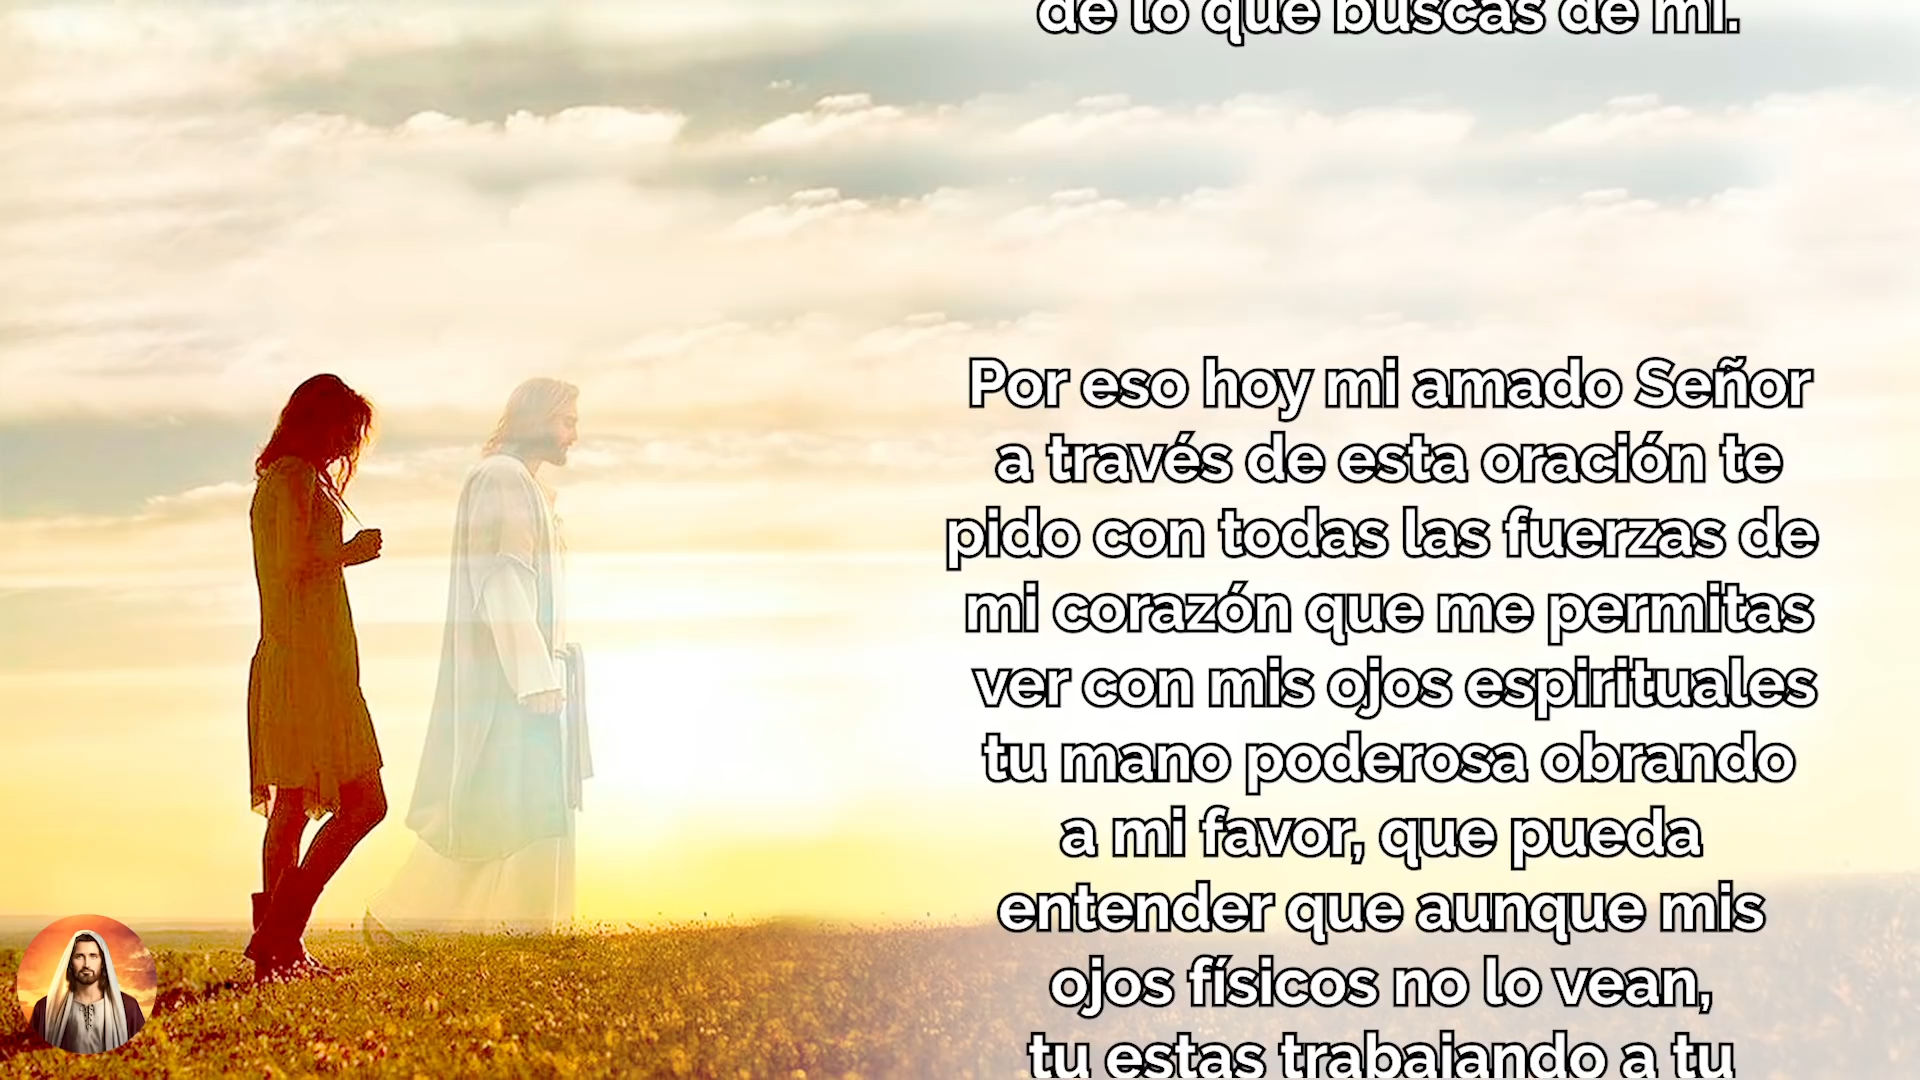 de lo que buscas de mi.
Por eso hoy mi amado Señor
a través de esta oración te
pido con todas las fuerzas de
mi corazón que me permitas
ver con mis ojos espirituales
tu mano poderosa obrando
a mi favor, que pueda
entender que aunque mis
ojos físicos no lo vean,
tu estas trabajando a tu